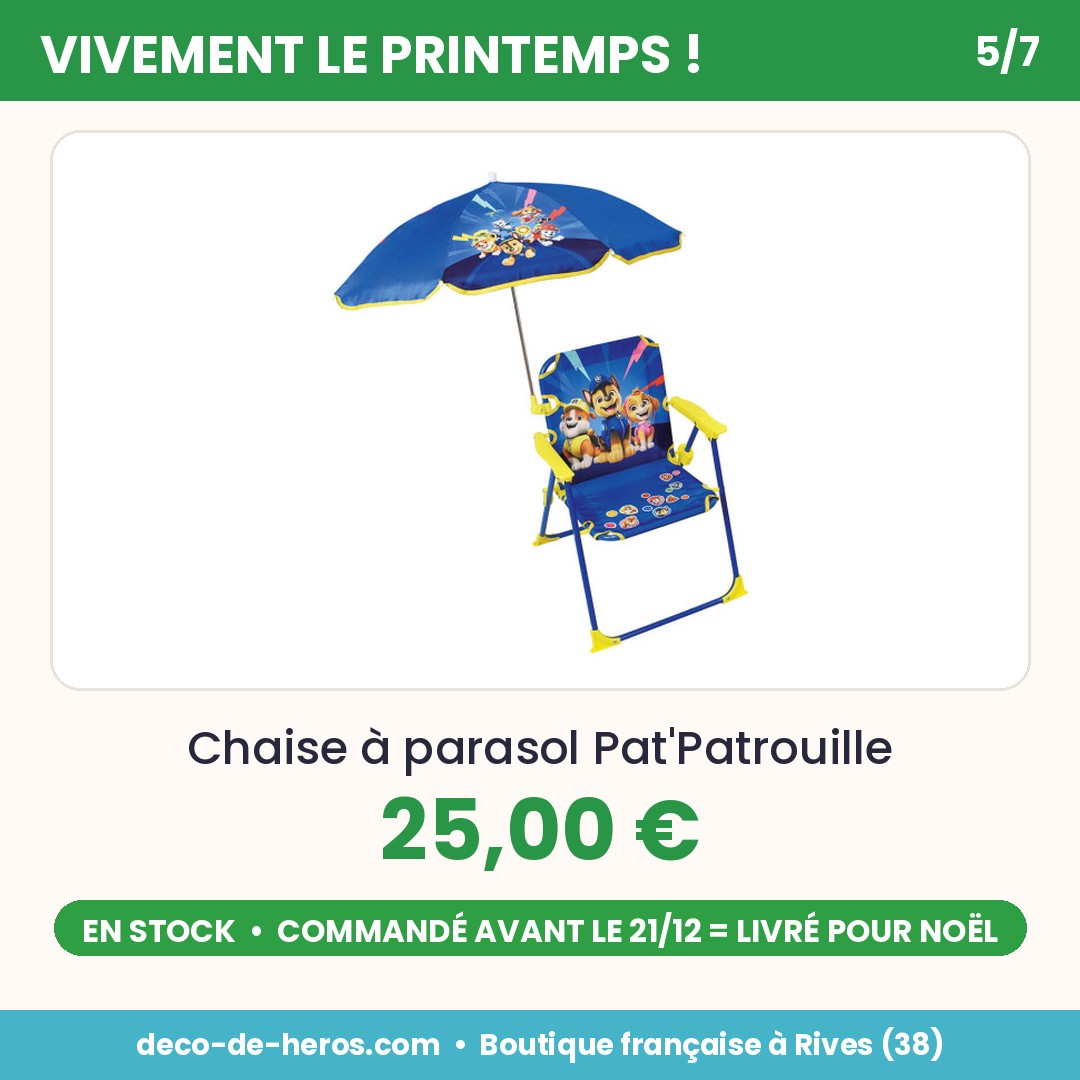 VIVEMENT LE PRINTEMPS !
5/7
Chaise à parasol Pat'Patrouille
25,00 €
EN STOCK • COMMANDÉ AVANT LE 21/12 = LIVRÉ POUR NOËL
deco-de-heros.com • Boutique française à Rives (38)